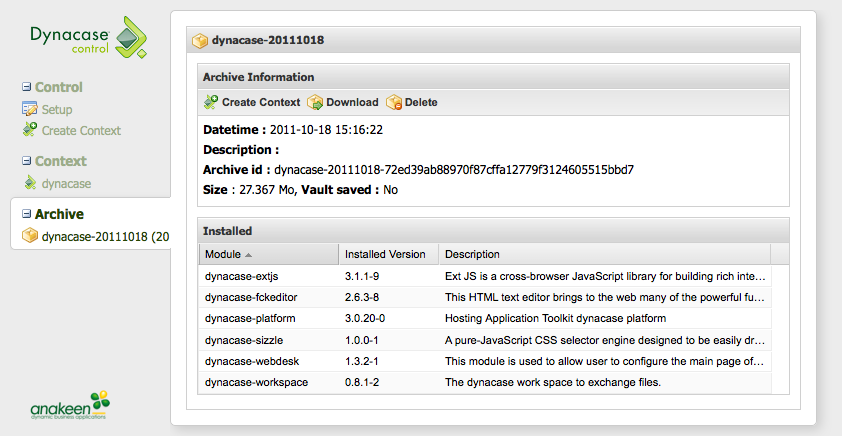 Dynacase
control
Control
Setup
Create Context
Context
dynacase
Archive
dynacase-20111018 (20
anakeen
dynamic business applications
dynacase-20111018
Archive Information
Create Context Download Delete
Datetime : 2011-10-18 15:16:22
Description :
Archive id : dynacase-20111018-72ed39ab88970f87cffa12779f3124605515bbd7
Size : 27.367 Mo, Vault saved : No
Installed
Module Installed Version Description
dynacase-extjs 3.1.1-9 Ext JS is a cross-browser JavaScript library for building rich inte...
dynacase-fckeditor 2.6.3-8 This HTML text editor brings to the web many of the powerful fu...
dynacase-platform 3.0.20-0 Hosting Application Toolkit dynacase platform
dynacase-sizzle 1.0.0-1 A pure-JavaScript CSS selector engine designed to be easily dr...
dynacase-webdesk 1.3.2-1 This module is used to allow user to configure the main page of...
dynacase-workspace 0.8.1-2 The dynacase work space to exchange files.